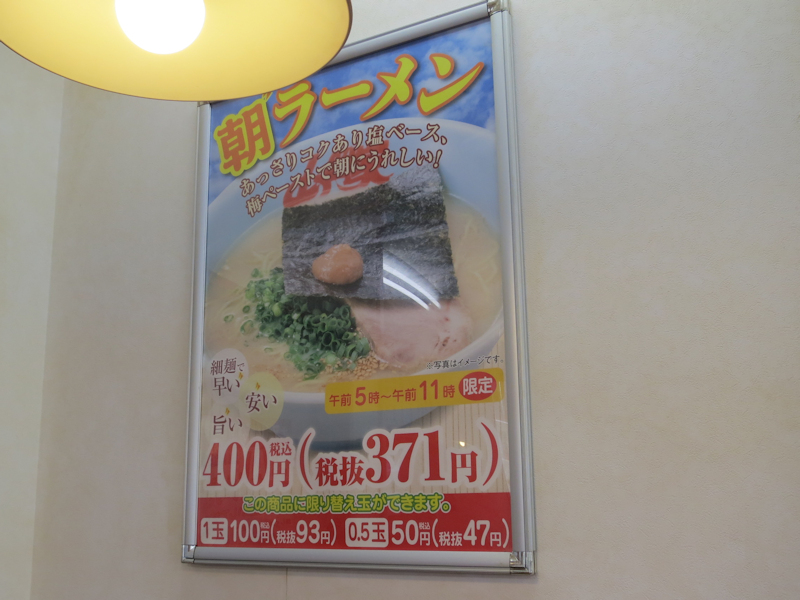 朝ラーメン
あっさりコクあり塩ベース、
梅ペーストで朝にうれしい!
※写真はイメージです。
細麺で
早い
安い
旨い
午前5時〜午前11時 限定
400円税込(税抜371円)
この商品に限り替え玉ができます。
1玉 100円税込(税抜93円) 0.5玉 50円税込(税抜47円)